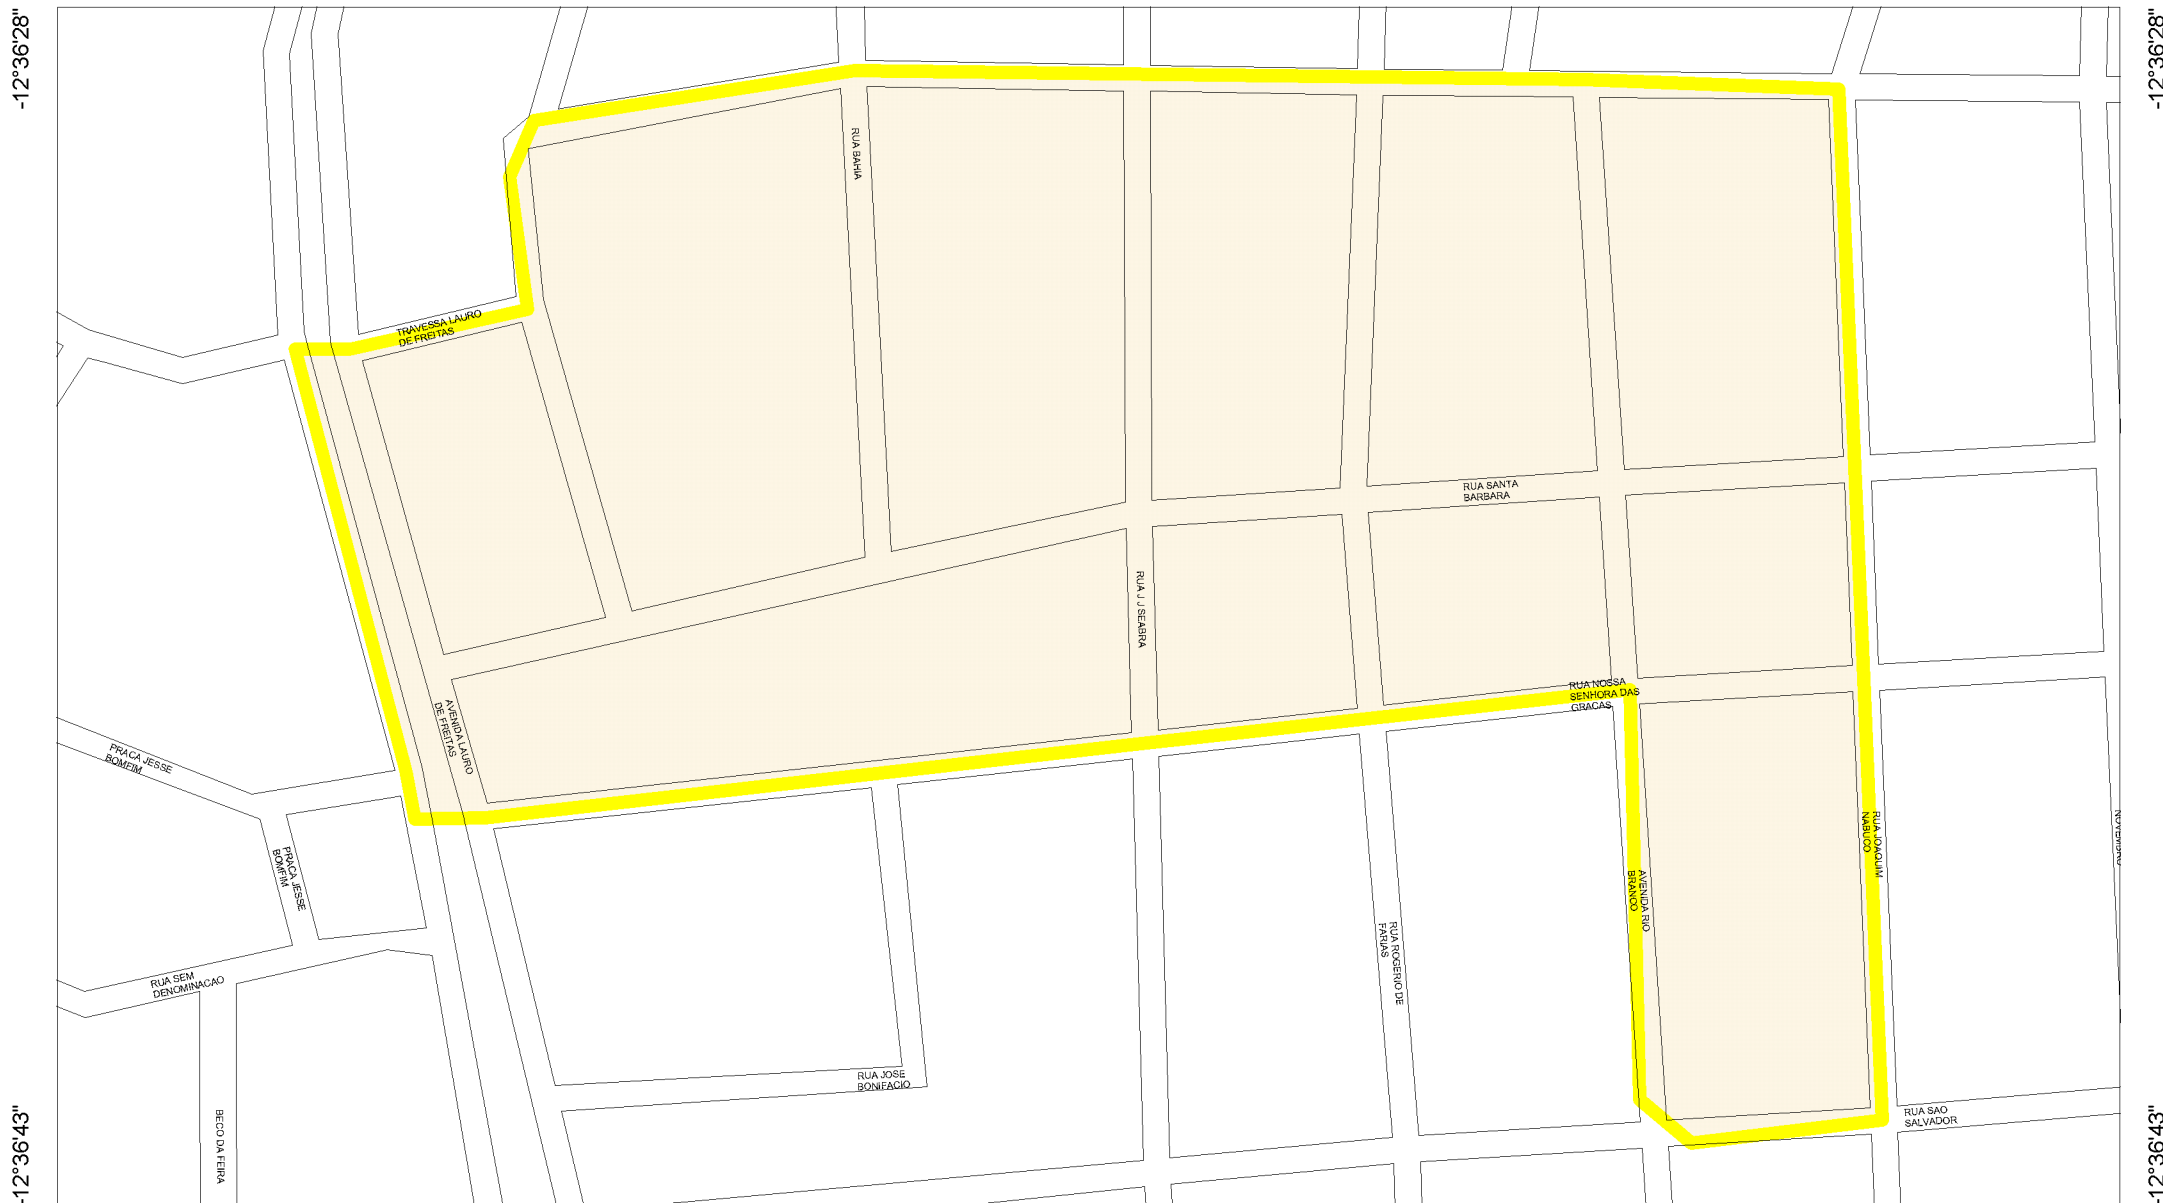 -12°36'28"
-12°36'28"
RUA BAHIA
TRAVESSA LAURO
DE FREITAS
RUA SANTA
BARBARA
RUA J J SEABRA
RUA NOSSA
SENHORA DAS
GRACAS
AVENIDA LAURO
DE FREITAS
PRACA JESSE
BOMFIM
PRACA JESSE
BOMFIM
RUA JOAQUIM
NABUCO
NOVEMBRO
AVENIDA RIO
BRANCO
RUA ROGERIO DE
FARIAS
RUA SEM
DENOMINACAO
RUA JOSE
BONIFACIO
BECO DA FEIRA
RUA SAO
SALVADOR
-12°36'43"
-12°36'43"